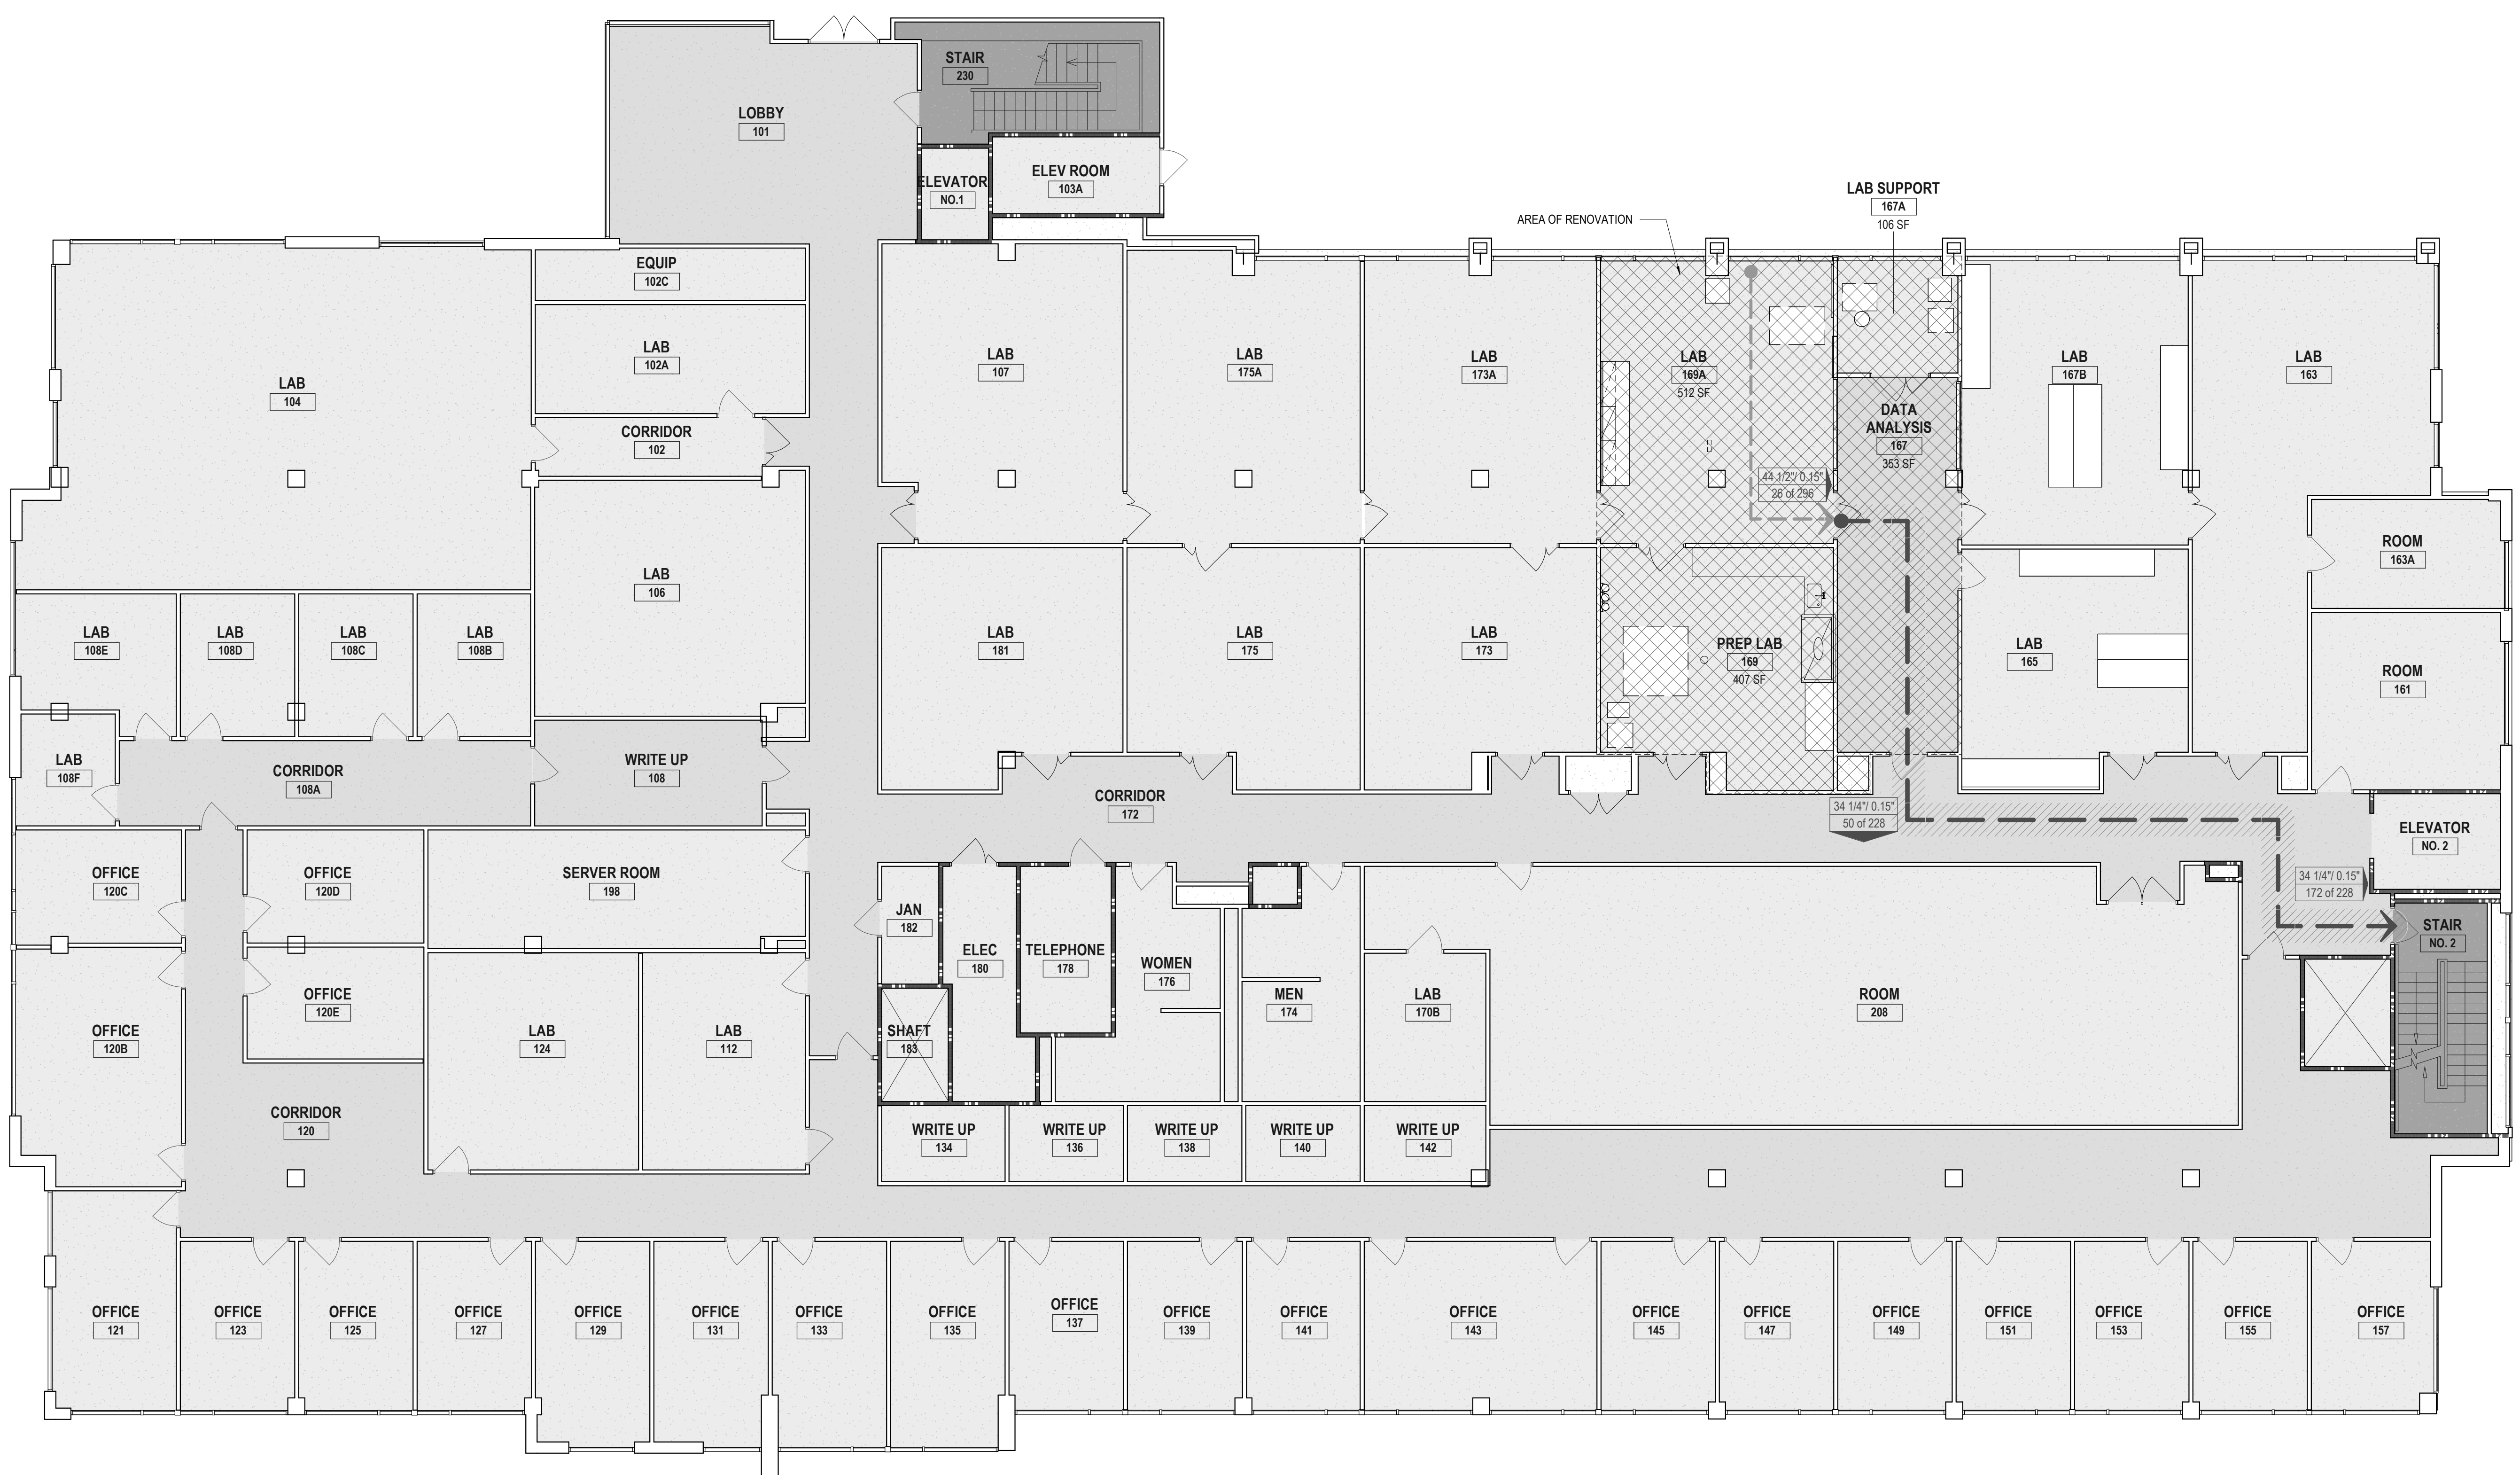 STAIR
230
LOBBY
101
ELEVATOR
NO.1
ELEV ROOM
103A
LAB SUPPORT
167A
106 SF
AREA OF RENOVATION
EQUIP
102C
LAB
102A
LAB
104
CORRIDOR
102
LAB
107
LAB
175A
LAB
173A
LAB
169A
512 SF
DATA
ANALYSIS
167
353 SF
LAB
167B
LAB
163
44 1/2"/ 0.15"
26 of 296
ROOM
163A
LAB
106
LAB
108E
LAB
108D
LAB
108C
LAB
108B
LAB
181
LAB
175
LAB
173
PREP LAB
169
407 SF
LAB
165
ROOM
161
LAB
108F
CORRIDOR
108A
WRITE UP
108
CORRIDOR
172
34 1/4"/ 0.15"
50 of 228
ELEVATOR
NO. 2
OFFICE
120C
OFFICE
120D
SERVER ROOM
198
34 1/4"/ 0.15"
172 of 228
JAN
182
STAIR
NO. 2
ELEC
180
TELEPHONE
178
WOMEN
176
MEN
174
LAB
170B
ROOM
208
OFFICE
120E
OFFICE
120B
LAB
124
LAB
112
SHAFT
183
CORRIDOR
120
WRITE UP
134
WRITE UP
136
WRITE UP
138
WRITE UP
140
WRITE UP
142
OFFICE
121
OFFICE
123
OFFICE
125
OFFICE
127
OFFICE
129
OFFICE
131
OFFICE
133
OFFICE
135
OFFICE
137
OFFICE
139
OFFICE
141
OFFICE
143
OFFICE
145
OFFICE
147
OFFICE
149
OFFICE
151
OFFICE
153
OFFICE
155
OFFICE
157